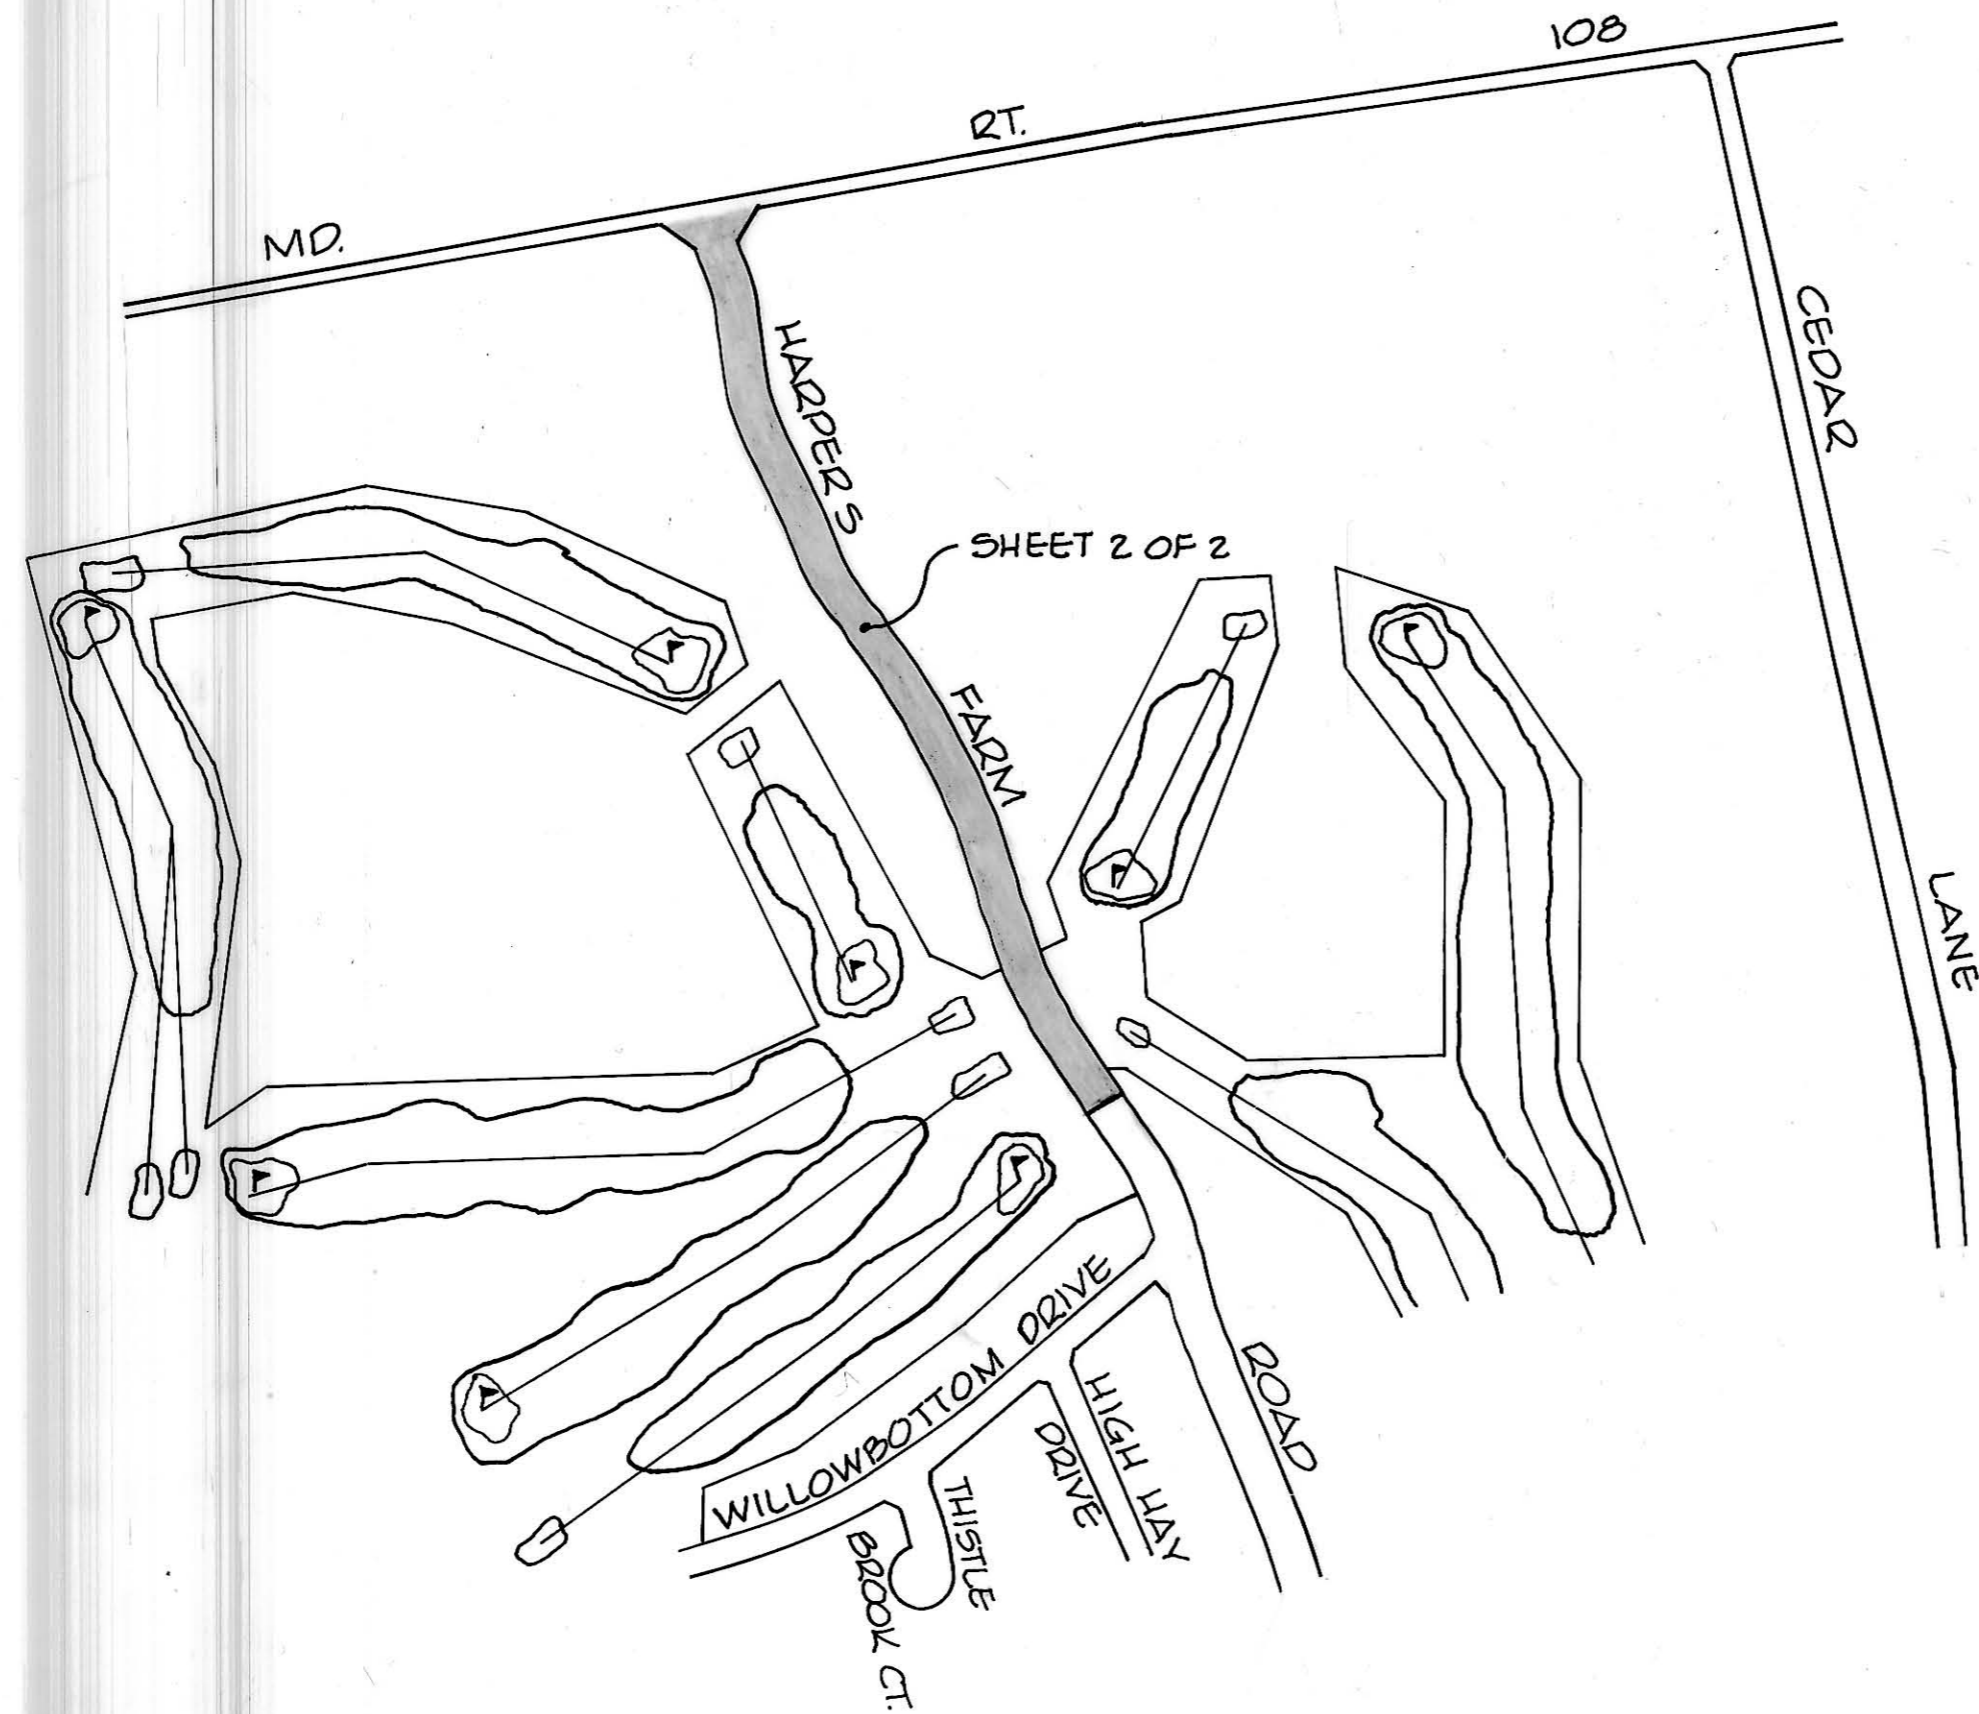 MD. RT. 108
HARPERS FARM ROAD
CEDAR LANE
SHEET 2 OF 2
WILLOWBOTTOM DRIVE
HIGH HAY
DRIVE
THISTLE
BROOK CT.